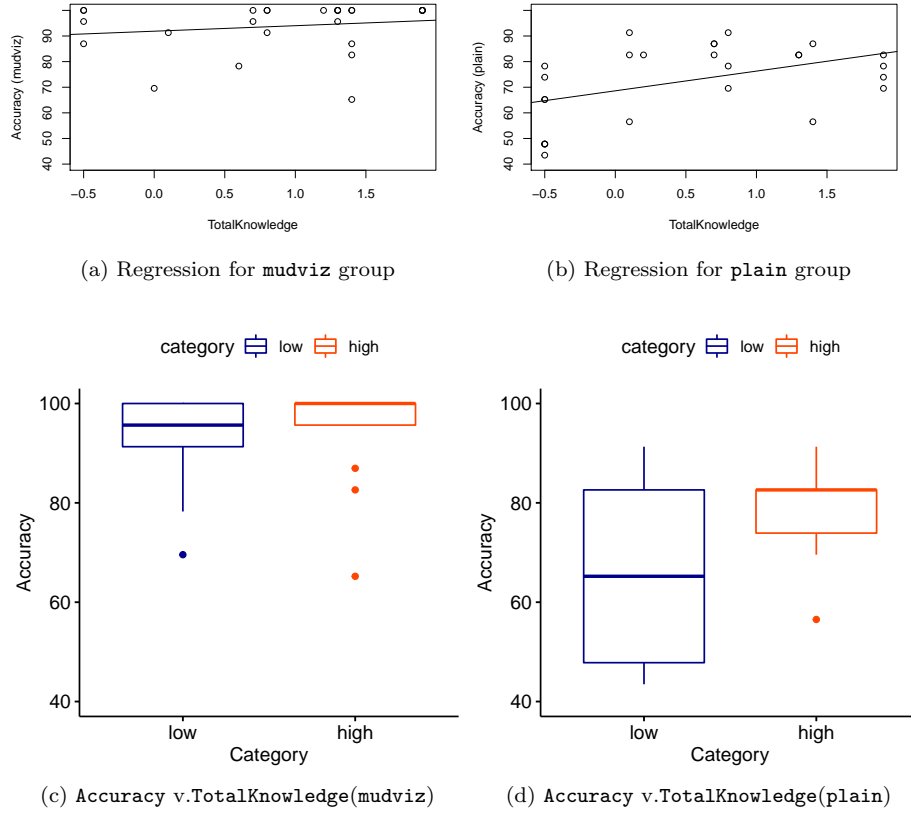 Accuracy (mudviz)
40 50 60 70 80 90
−0.5 0.0 0.5 1.0 1.5
TotalKnowledge
(a) Regression for mudviz group
Accuracy (plain)
40 50 60 70 80 90
−0.5 0.0 0.5 1.0 1.5
TotalKnowledge
(b) Regression for plain group
category low high
Accuracy
100
80
60
40
low high
Category
(c) Accuracy v.TotalKnowledge(mudviz)
category low high
Accuracy
100
80
60
40
low high
Category
(d) Accuracy v.TotalKnowledge(plain)